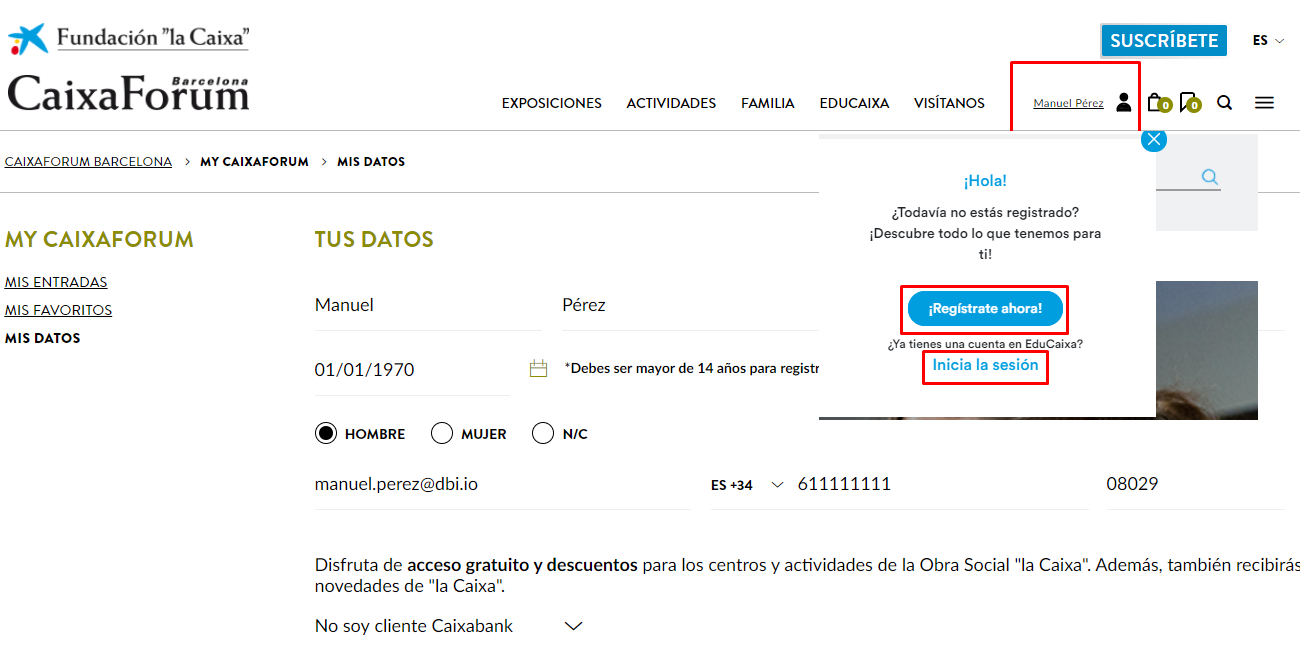 Fundación "la Caixa"
SUSCRÍBETE
ES
Barcelona
CaixaForum
EXPOSICIONES
ACTIVIDADES
FAMILIA
EDUCAIXA
VISÍTANOS
Manuel Pérez
0
0
CAIXAFORUM BARCELONA > MY CAIXAFORUM > MIS DATOS
¡Hola!
¿Todavía no estás registrado?
¡Descubre todo lo que tenemos para
ti!
¡Regístrate ahora!
¿Ya tienes una cuenta en EduCaixa?
Inicia la sesión
MY CAIXAFORUM
MIS ENTRADAS
MIS FAVORITOS
MIS DATOS
TUS DATOS
Manuel
Pérez
01/01/1970
*Debes ser mayor de 14 años para registr
HOMBRE
MUJER
N/C
manuel.perez@dbi.io
ES +34
611111111
08029
Disfruta de acceso gratuito y descuentos para los centros y actividades de la Obra Social "la Caixa". Además, también recibirás
novedades de "la Caixa".
No soy cliente Caixabank